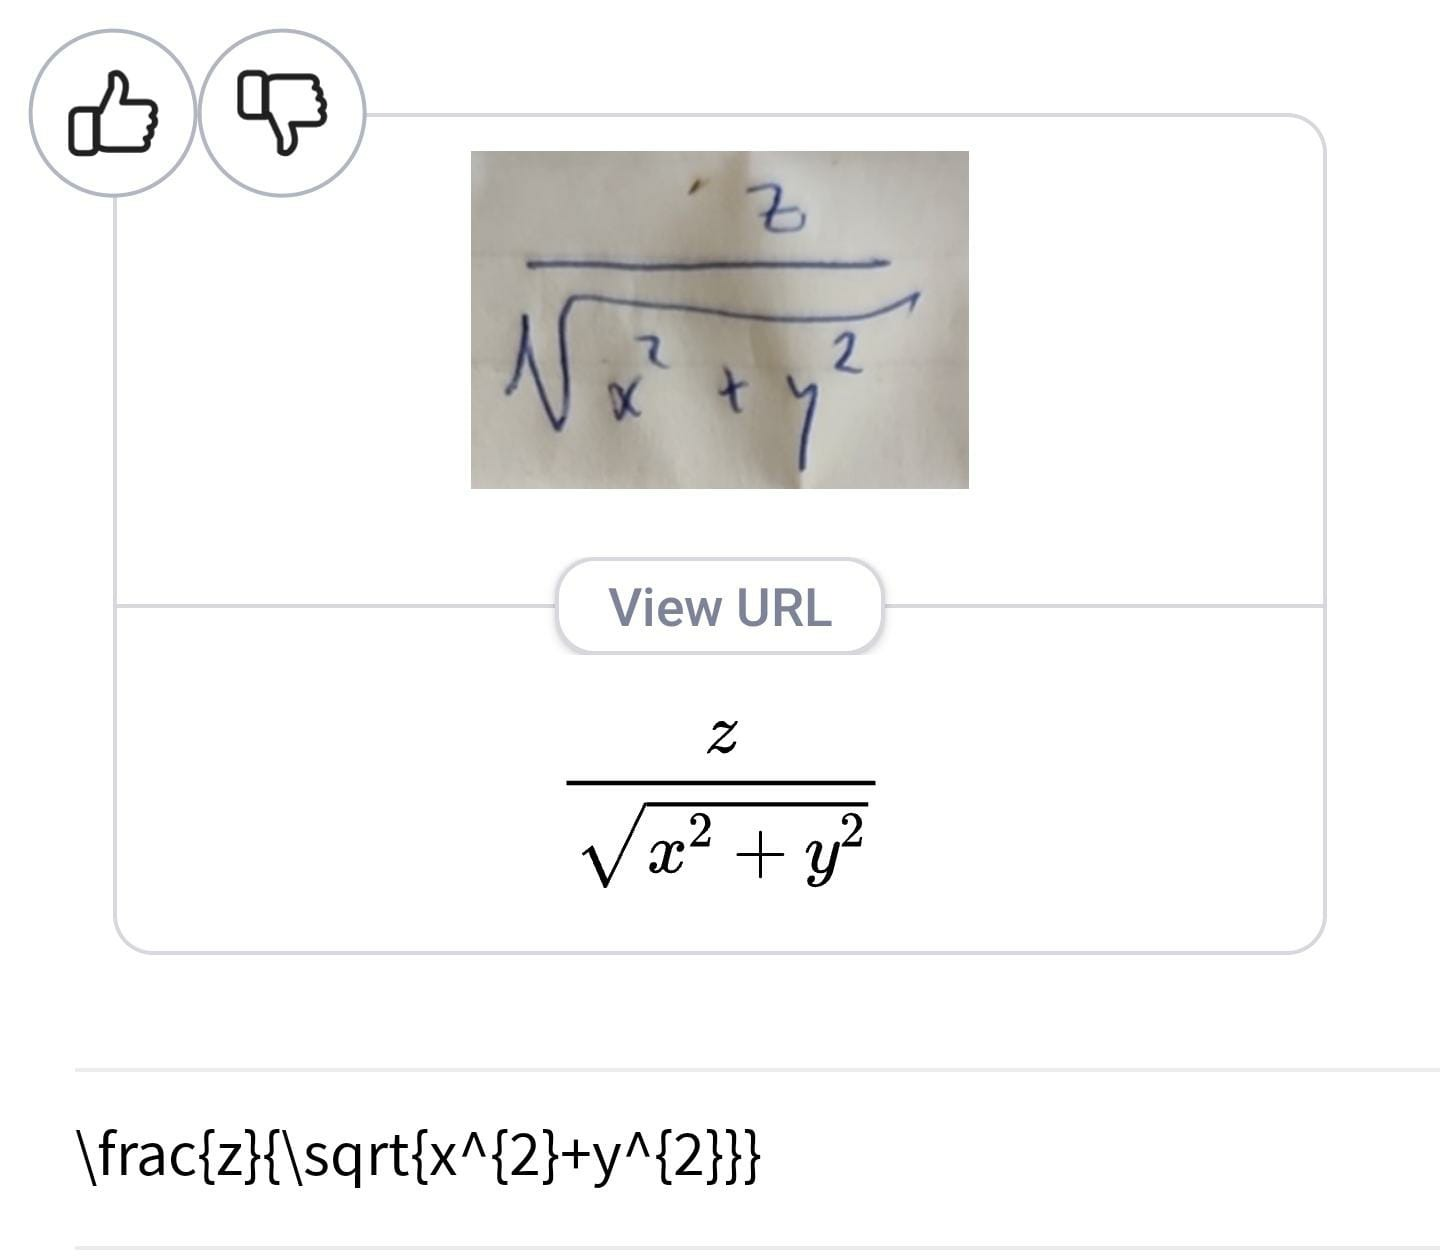 z
√x² + y²
View URL
z
√x² + y²
\frac{z}{\sqrt{x^{2}+y^{2}}}